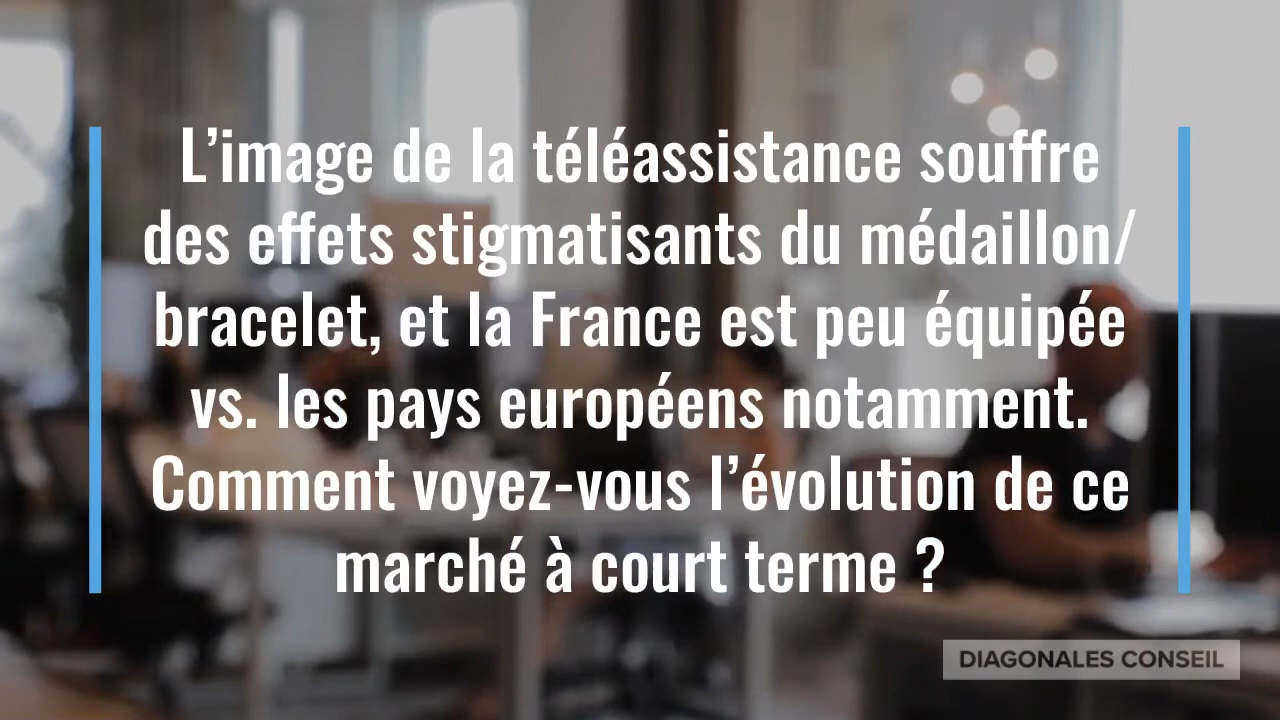 L’image de la téléassistance souffre
des effets stigmatisants du médaillon/
bracelet, et la France est peu équipée
vs. les pays européens notamment.
Comment voyez-vous l’évolution de ce
marché à court terme ?
DIAGONALES CONSEIL